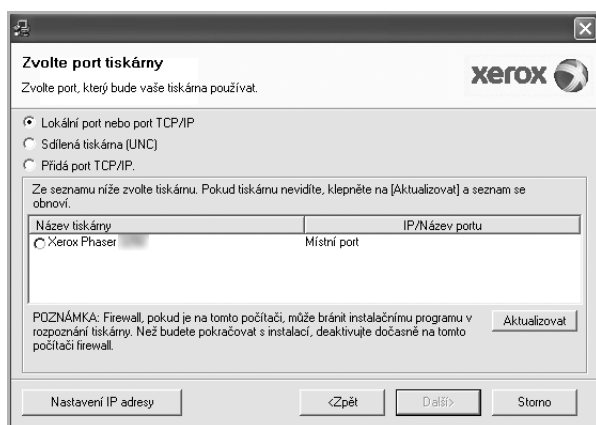 Zvolte port tiskárny
Zvolte port, který bude vaše tiskárna používat.
xerox
Lokální port nebo port TCP/IP
Sdílená tiskárna (UNC)
Přidá port TCP/IP.
Ze seznamu níže zvolte tiskárnu. Pokud tiskárnu nevidíte, klepněte na [Aktualizovat] a seznam se
obnoví.
Název tiskárny IP/Název portu
Xerox Phaser Místní port
POZNÁMKA: Firewall, pokud je na tomto počítači, může bránit instalačnímu programu v
rozpoznání tiskárny. Než budete pokračovat s instalací, deaktivujte dočasně na tomto
počítači firewall.
Aktualizovat
Nastavení IP adresy <Zpět Další> Storno